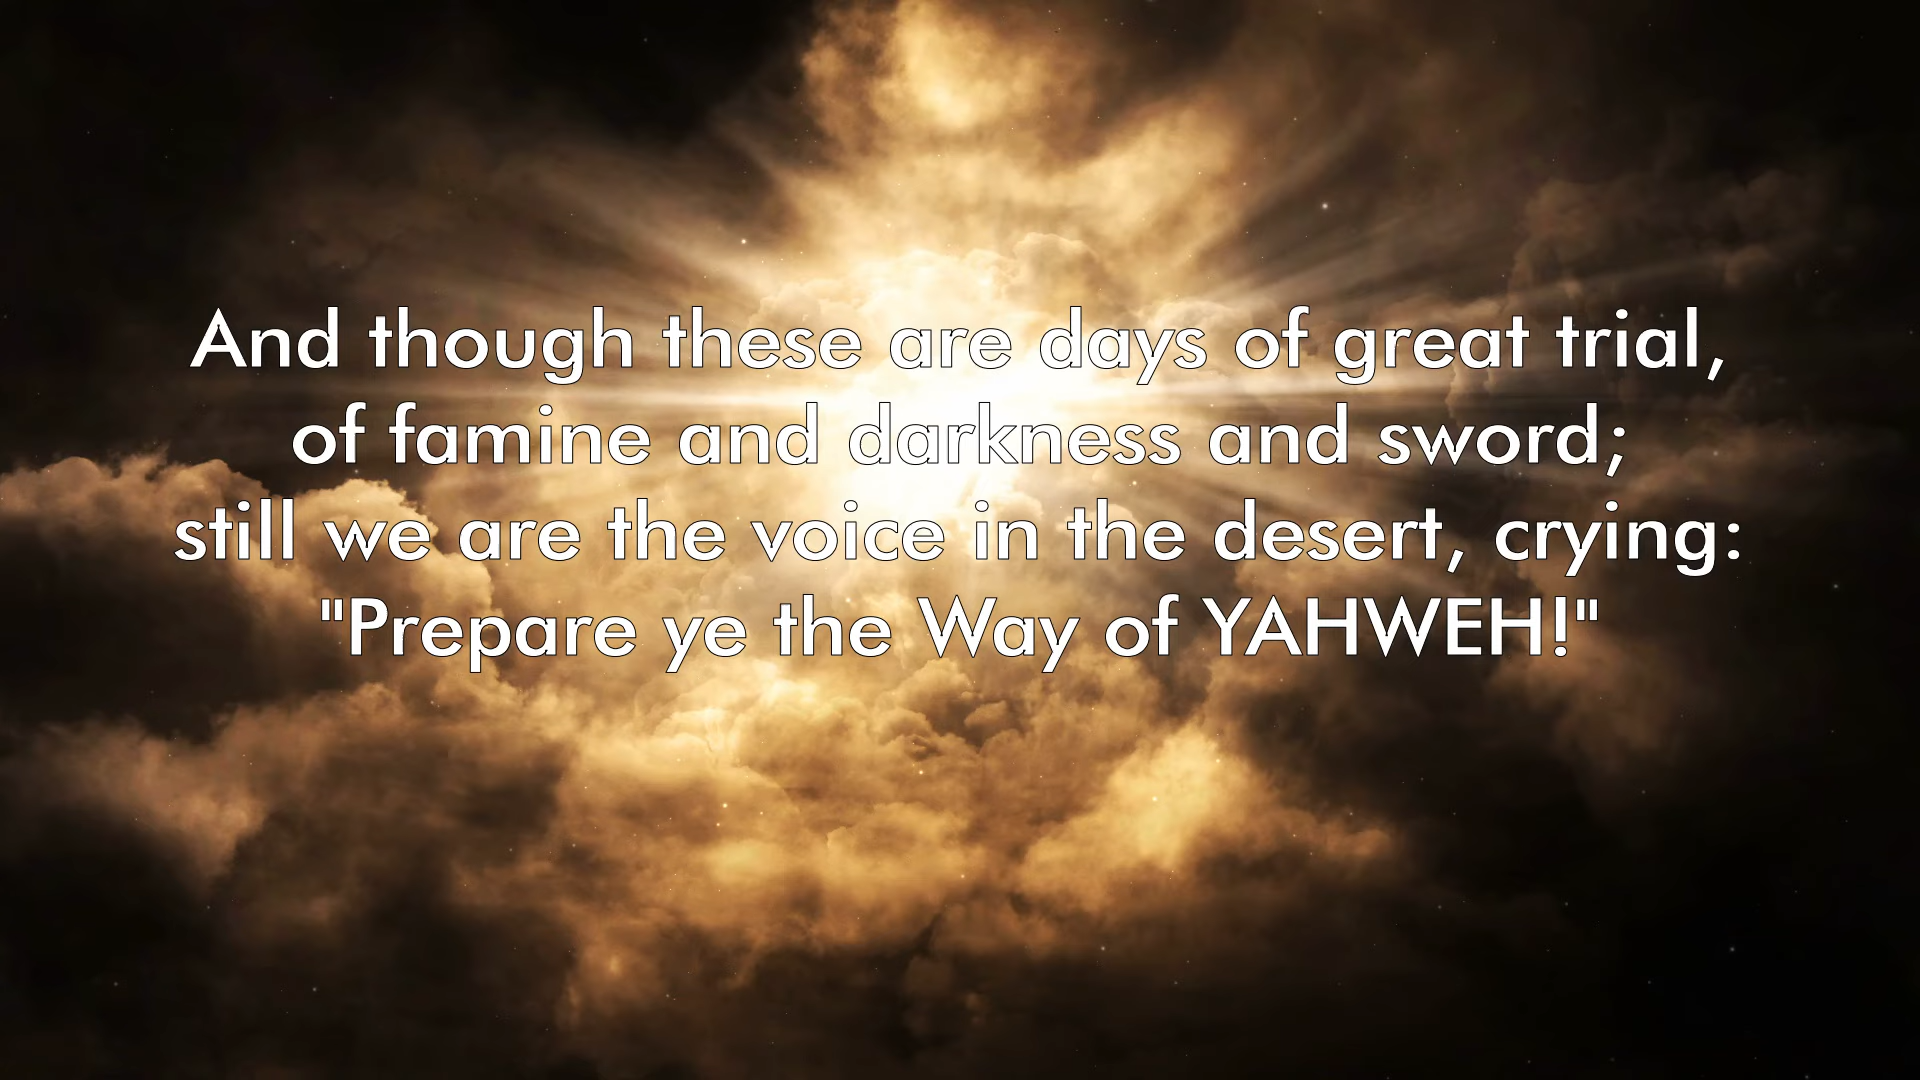 And though these are days of great trial,
of famine and darkness and sword;
still we are the voice in the desert, crying:
"Prepare ye the Way of YAHWEH!"